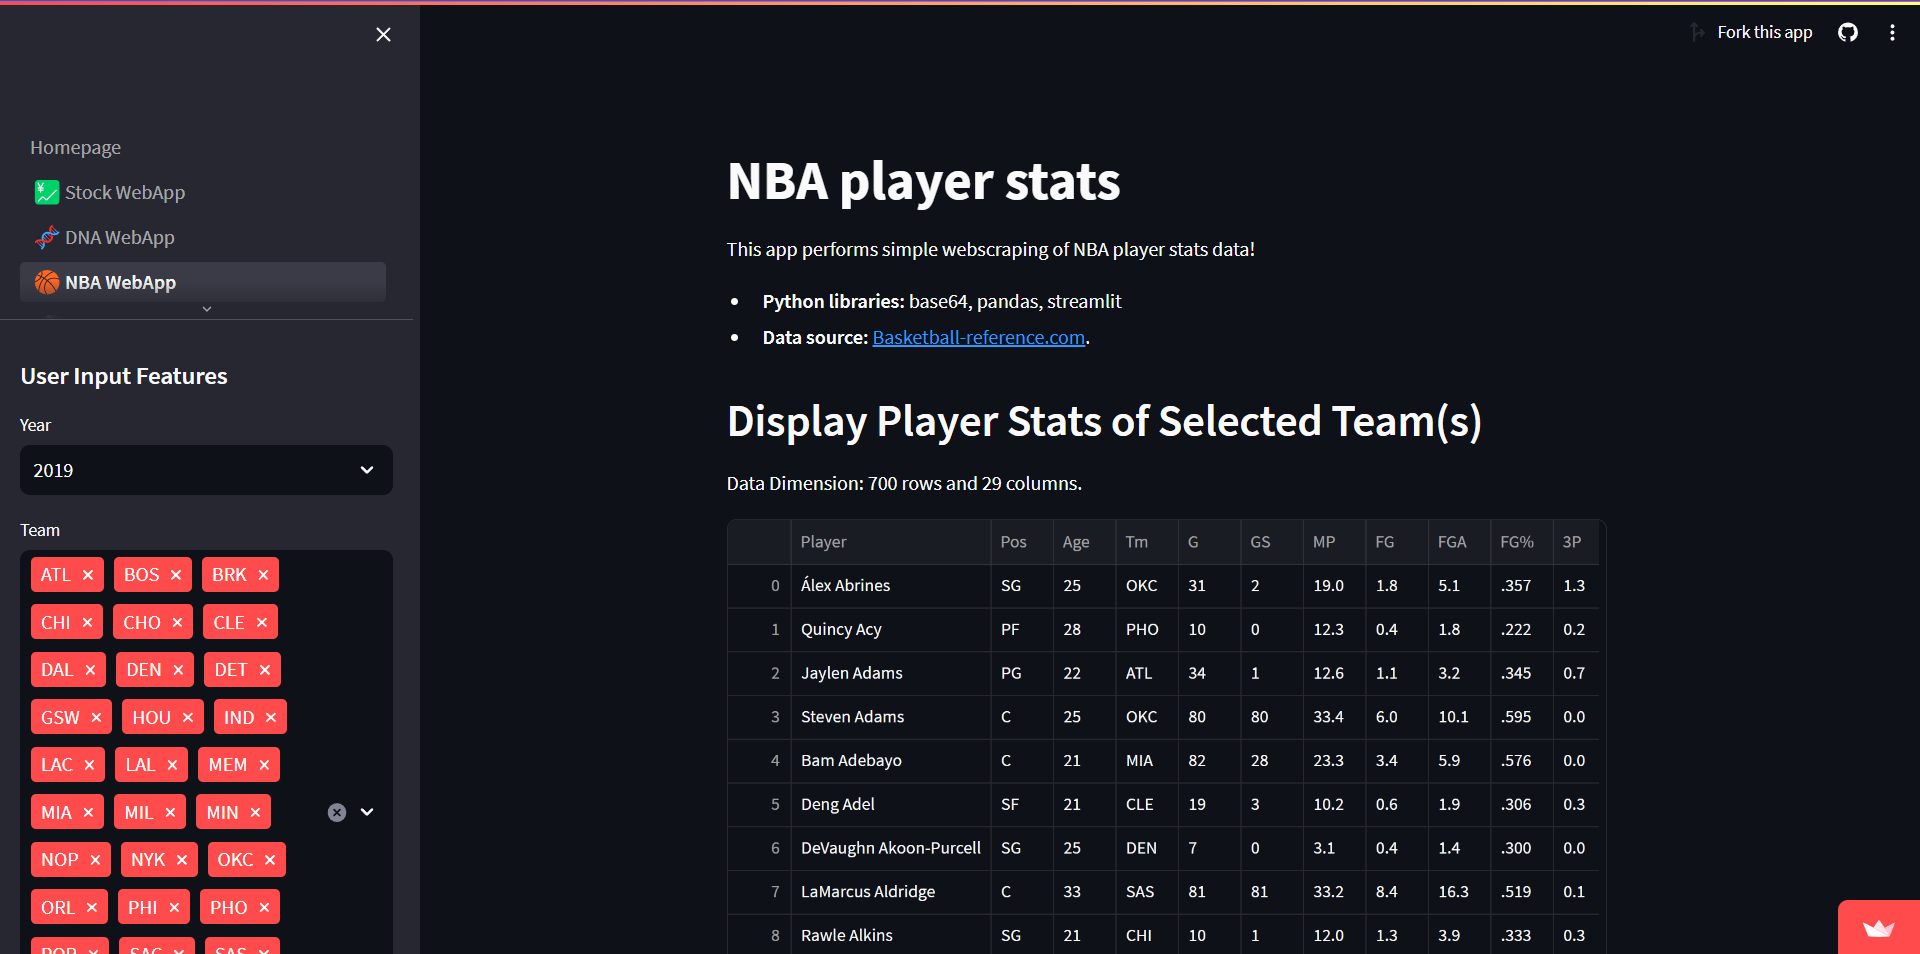 Fork this app
Homepage
Stock WebApp
DNA WebApp
NBA WebApp
User Input Features
Year
2019
Team
ATL BOS BRK
CHI CHO CLE
DAL DEN DET
GSW HOU IND
LAC LAL MEM
MIA MIL MIN
NOP NYK OKC
ORL PHI PHO
POR SAC SAS
NBA player stats
This app performs simple webscraping of NBA player stats data!
Python libraries: base64, pandas, streamlit
Data source: Basketball-reference.com.
Display Player Stats of Selected Team(s)
Data Dimension: 700 rows and 29 columns.
Player Pos Age Tm G GS MP FG FGA FG% 3P
0 Álex Abrines SG 25 OKC 31 2 19.0 1.8 5.1 .357 1.3
1 Quincy Acy PF 28 PHO 10 0 12.3 0.4 1.8 .222 0.2
2 Jaylen Adams PG 22 ATL 34 1 12.6 1.1 3.2 .345 0.7
3 Steven Adams C 25 OKC 80 80 33.4 6.0 10.1 .595 0.0
4 Bam Adebayo C 21 MIA 82 28 23.3 3.4 5.9 .576 0.0
5 Deng Adel SF 21 CLE 19 3 10.2 0.6 1.9 .306 0.3
6 DeVaughn Akoon-Purcell SG 25 DEN 7 0 3.1 0.4 1.4 .300 0.0
7 LaMarcus Aldridge C 33 SAS 81 81 33.2 8.4 16.3 .519 0.1
8 Rawle Alkins SG 21 CHI 10 1 12.0 1.3 3.9 .333 0.3